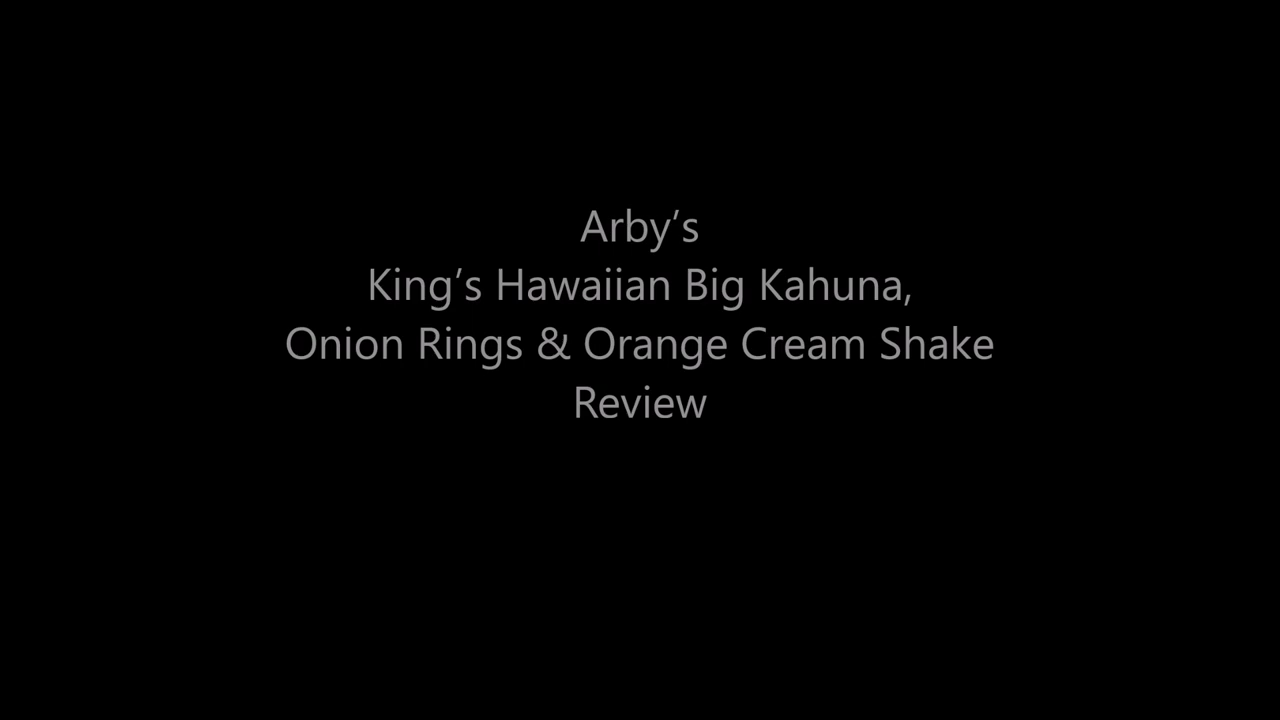 Arby’s
King’s Hawaiian Big Kahuna,
Onion Rings & Orange Cream Shake
Review